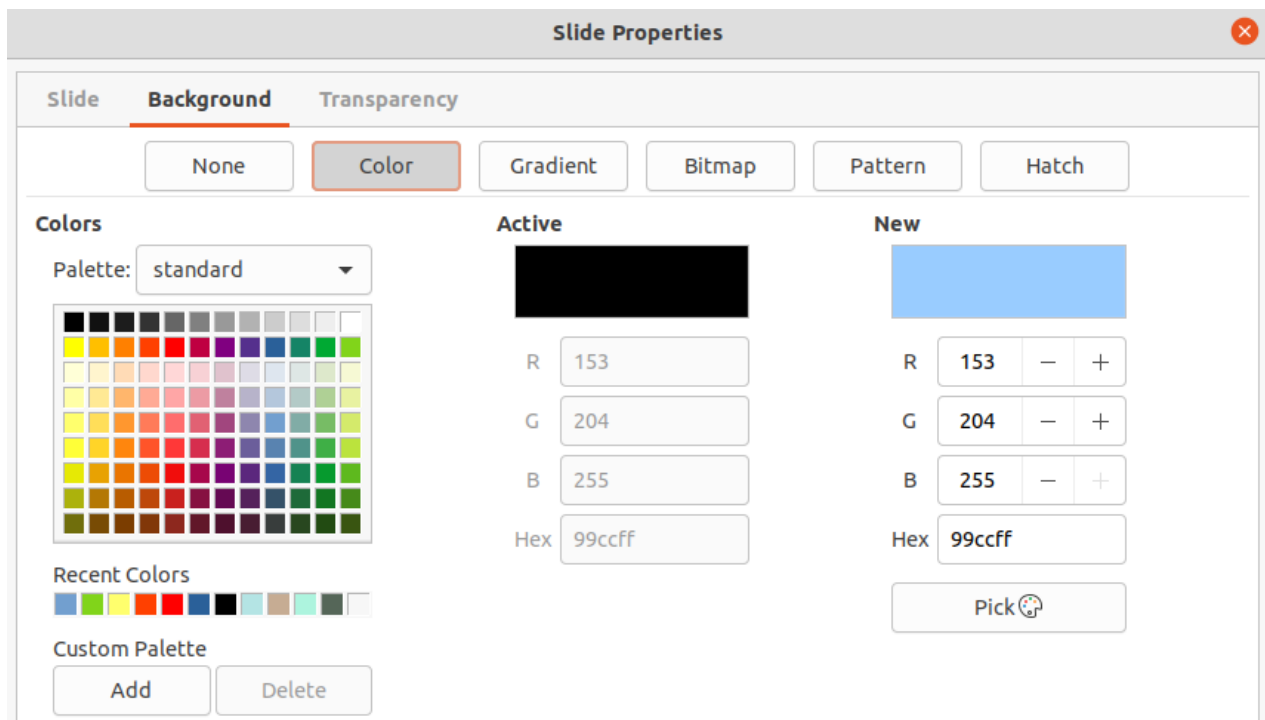 Slide Properties
Slide Background Transparency
None Color Gradient Bitmap Pattern Hatch
Colors
Palette: standard
Recent Colors
Custom Palette
Add Delete
Active
R 153
G 204
B 255
Hex 99ccff
New
R 153 − +
G 204 − +
B 255 − +
Hex 99ccff
Pick